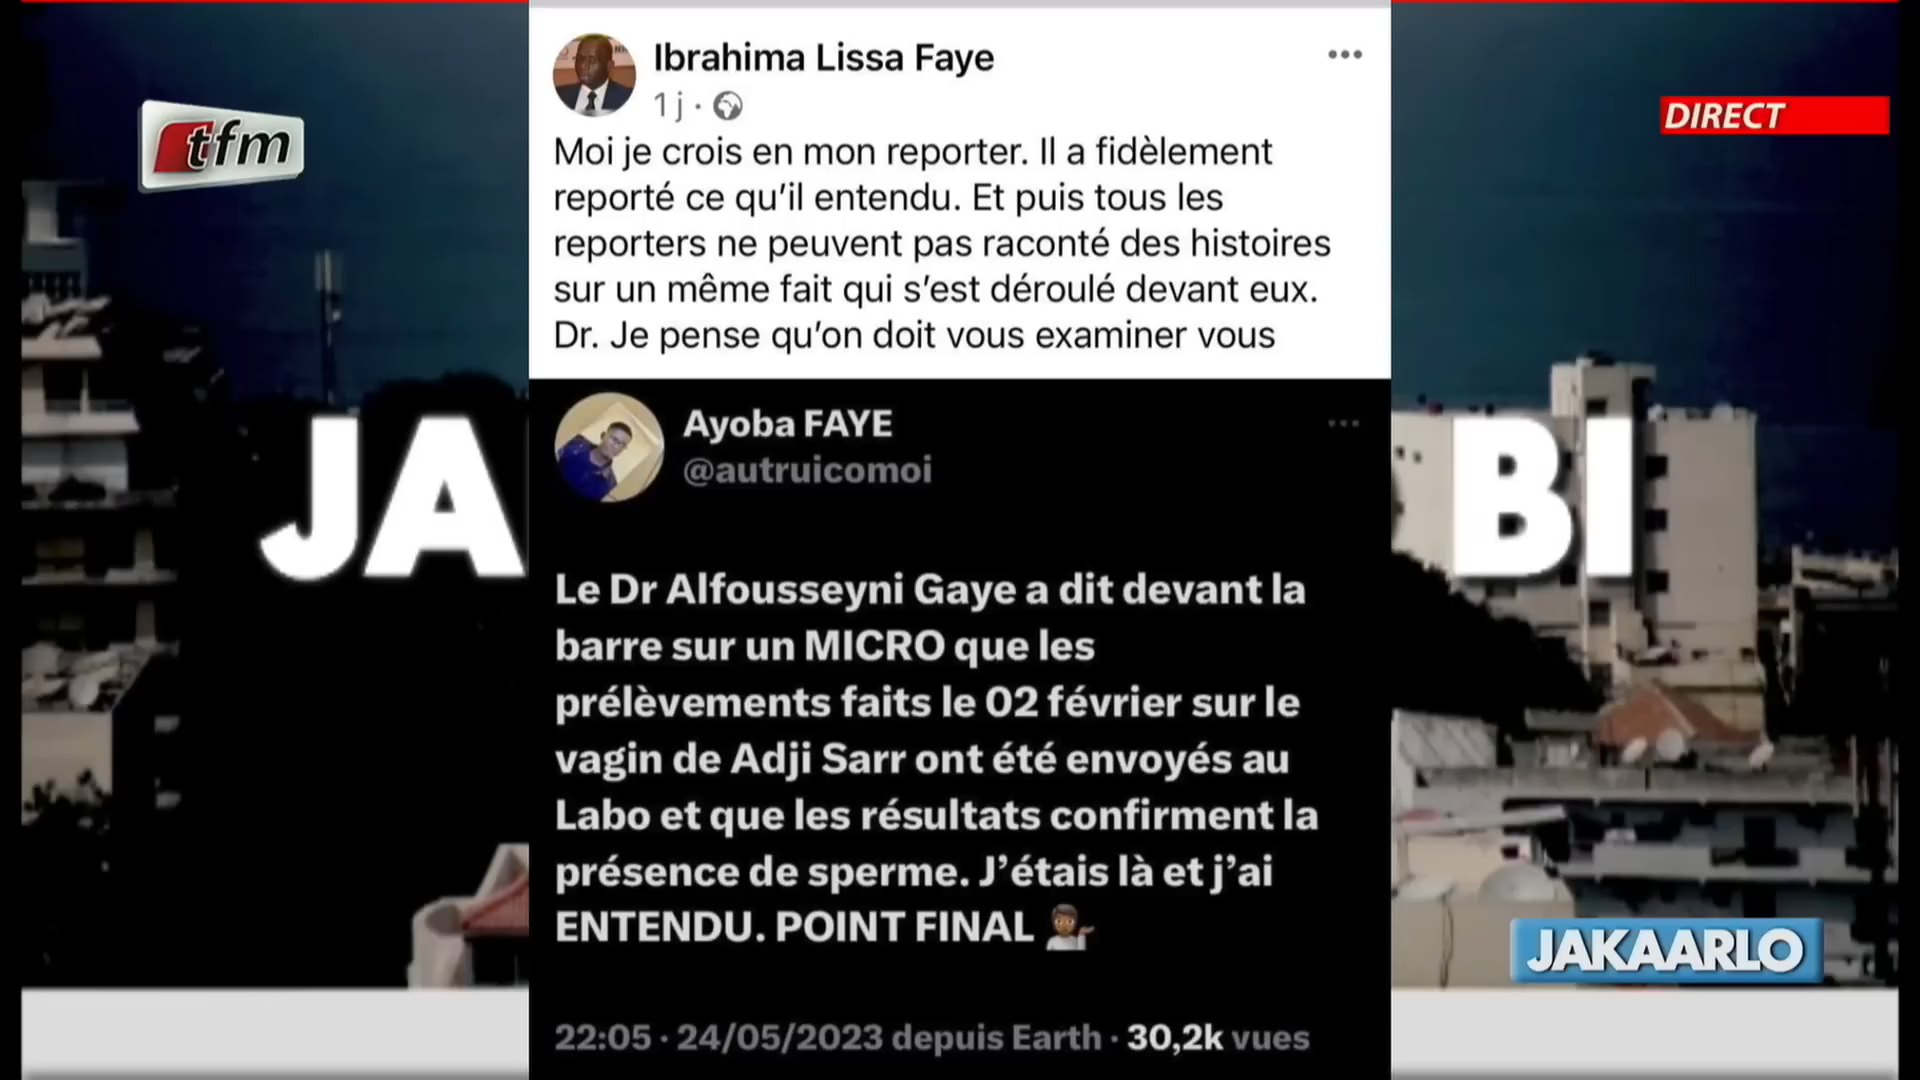 Ibrahima Lissa Faye
1 j ·
tfm
DIRECT
Moi je crois en mon reporter. Il a fidèlement
reporté ce qu’il entendu. Et puis tous les
reporters ne peuvent pas raconté des histoires
sur un même fait qui s’est déroulé devant eux.
Dr. Je pense qu’on doit vous examiner vous
Ayoba FAYE
@autruicomoi
JA
BI
Le Dr Alfousseyni Gaye a dit devant la
barre sur un MICRO que les
prélèvements faits le 02 février sur le
vagin de Adji Sarr ont été envoyés au
Labo et que les résultats confirment la
présence de sperme. J’étais là et j’ai
ENTENDU. POINT FINAL 💁🏾‍♂️
JAKAARLO
22:05 · 24/05/2023 depuis Earth · 30,2k vues